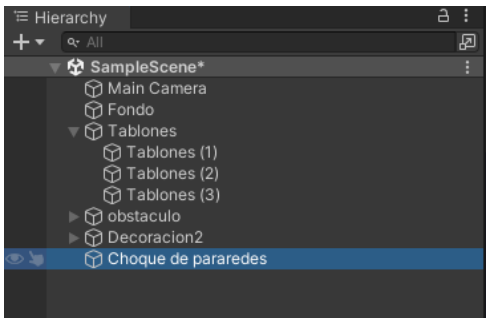 Hierarchy
All
SampleScene*
Main Camera
Fondo
Tablones
Tablones (1)
Tablones (2)
Tablones (3)
obstaculo
Decoracion2
Choque de pararedes